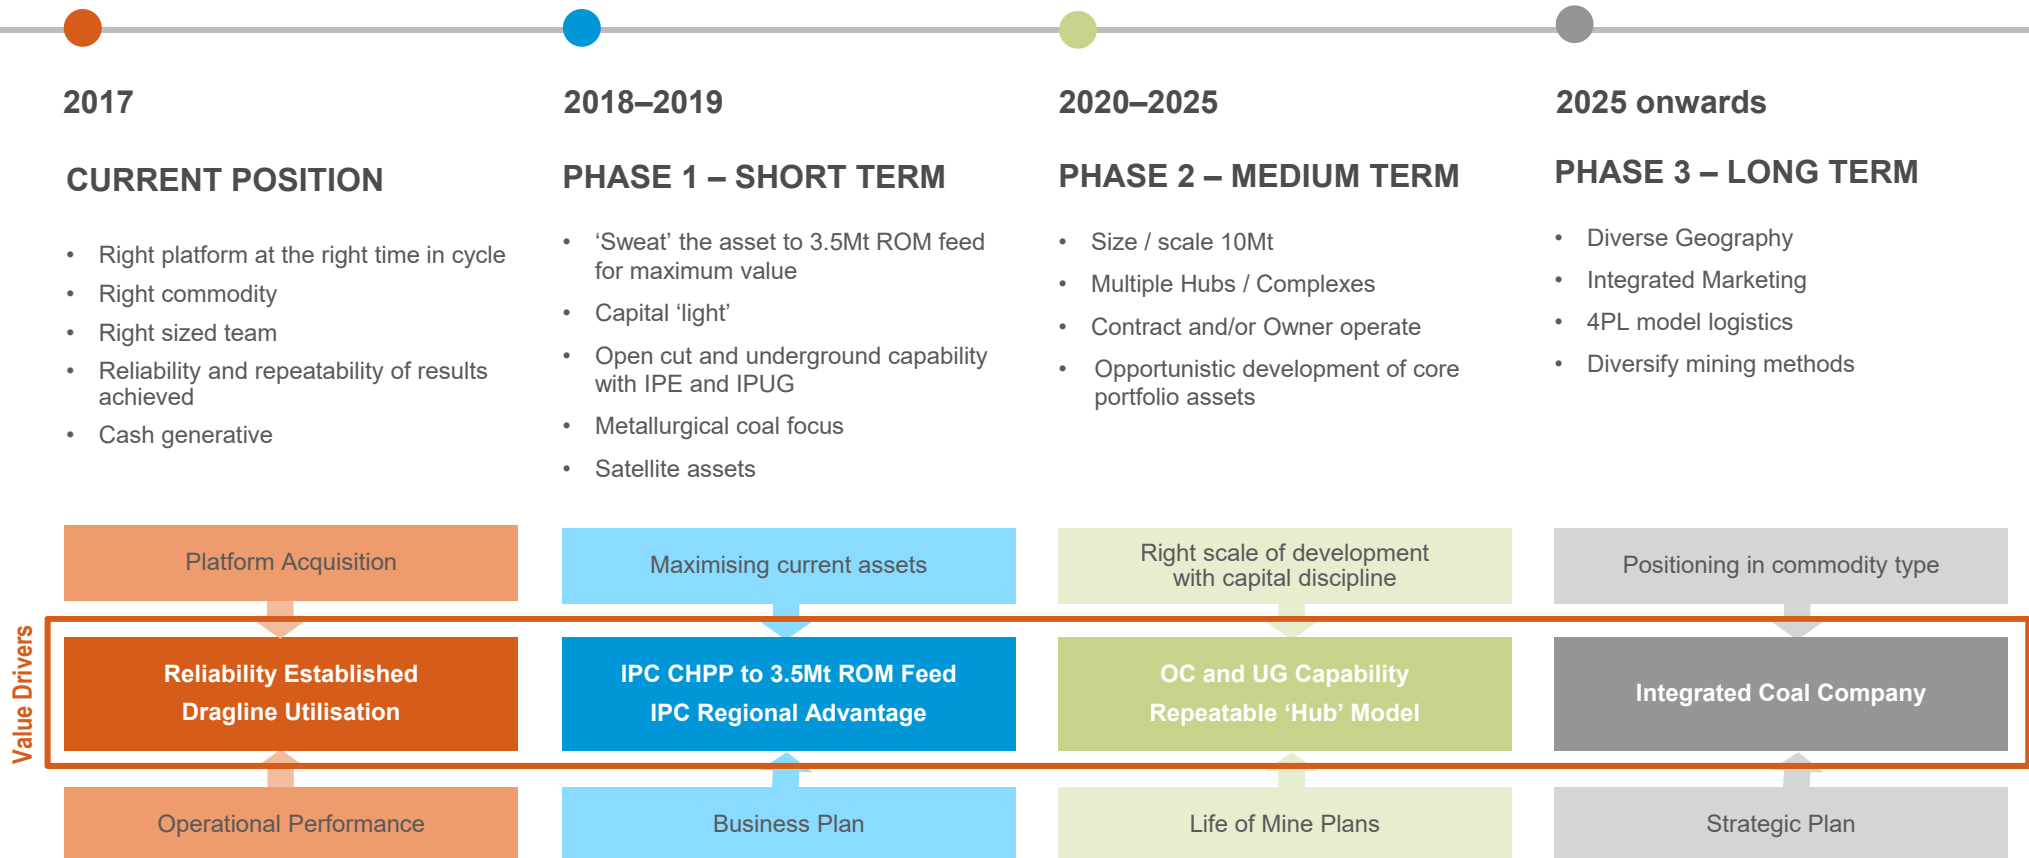 2017
CURRENT POSITION
• Right platform at the right time in cycle
• Right commodity
• Right sized team
• Reliability and repeatability of results
achieved
• Cash generative
2018–2019
PHASE 1 – SHORT TERM
• ‘Sweat’ the asset to 3.5Mt ROM feed
for maximum value
• Capital ‘light’
• Open cut and underground capability
with IPE and IPUG
• Metallurgical coal focus
• Satellite assets
2020–2025
PHASE 2 – MEDIUM TERM
• Size / scale 10Mt
• Multiple Hubs / Complexes
• Contract and/or Owner operate
• Opportunistic development of core
portfolio assets
2025 onwards
PHASE 3 – LONG TERM
• Diverse Geography
• Integrated Marketing
• 4PL model logistics
• Diversify mining methods
Platform Acquisition
Maximising current assets
Right scale of development
with capital discipline
Positioning in commodity type
Value Drivers
Reliability Established
Dragline Utilisation
IPC CHPP to 3.5Mt ROM Feed
IPC Regional Advantage
OC and UG Capability
Repeatable ‘Hub’ Model
Integrated Coal Company
Operational Performance
Business Plan
Life of Mine Plans
Strategic Plan